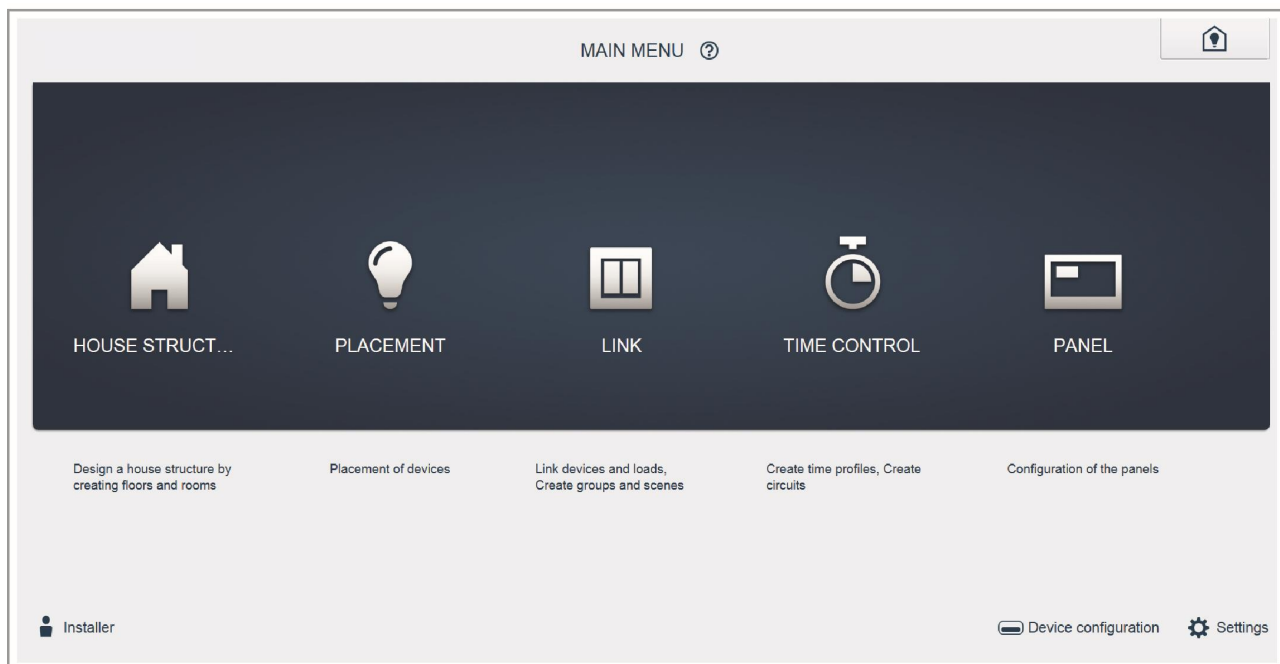 MAIN MENU ?
HOUSE STRUCT...
PLACEMENT
LINK
TIME CONTROL
PANEL
Design a house structure by
creating floors and rooms
Placement of devices
Link devices and loads,
Create groups and scenes
Create time profiles, Create
circuits
Configuration of the panels
Installer
Device configuration
Settings